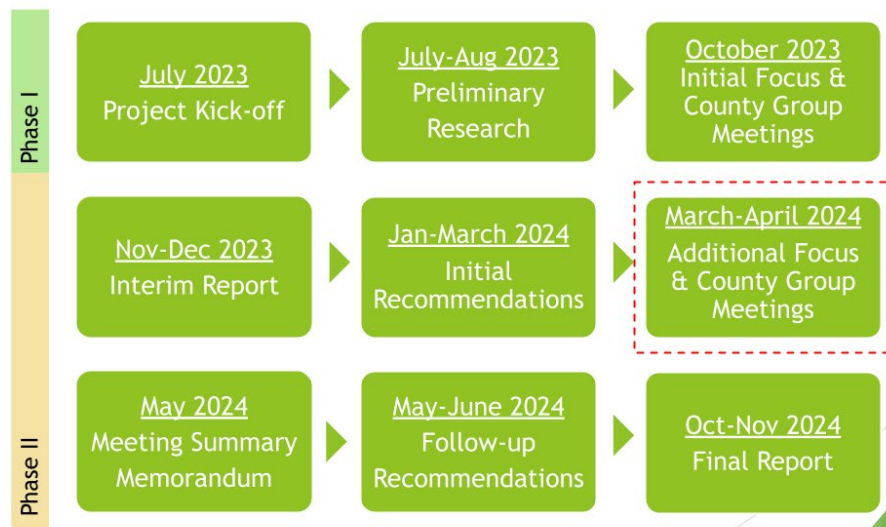 Phase I
July 2023
Project Kick-off
July-Aug 2023
Preliminary
Research
October 2023
Initial Focus &
County Group
Meetings
Phase II
Nov-Dec 2023
Interim Report
Jan-March 2024
Initial
Recommendations
March-April 2024
Additional Focus
& County Group
Meetings
May 2024
Meeting Summary
Memorandum
May-June 2024
Follow-up
Recommendations
Oct-Nov 2024
Final Report